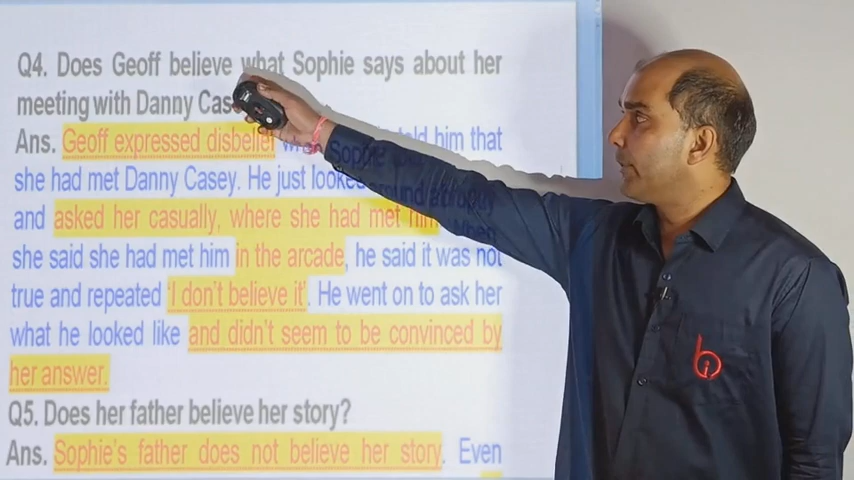 Q4. Does Geoff believe what Sophie says about her
meeting with Danny Cas
Ans. Geoff expressed disbelief told him that
she had met Danny Casey. He just looked around atrophy
and asked her casually, where she had met him. When
she said she had met him in the arcade, he said it was not
true and repeated 'I don't believe it'. He went on to ask her
what he looked like and didn't seem to be convinced by
her answer.
Q5. Does her father believe her story?
Ans. Sophie's father does not believe her story. Even